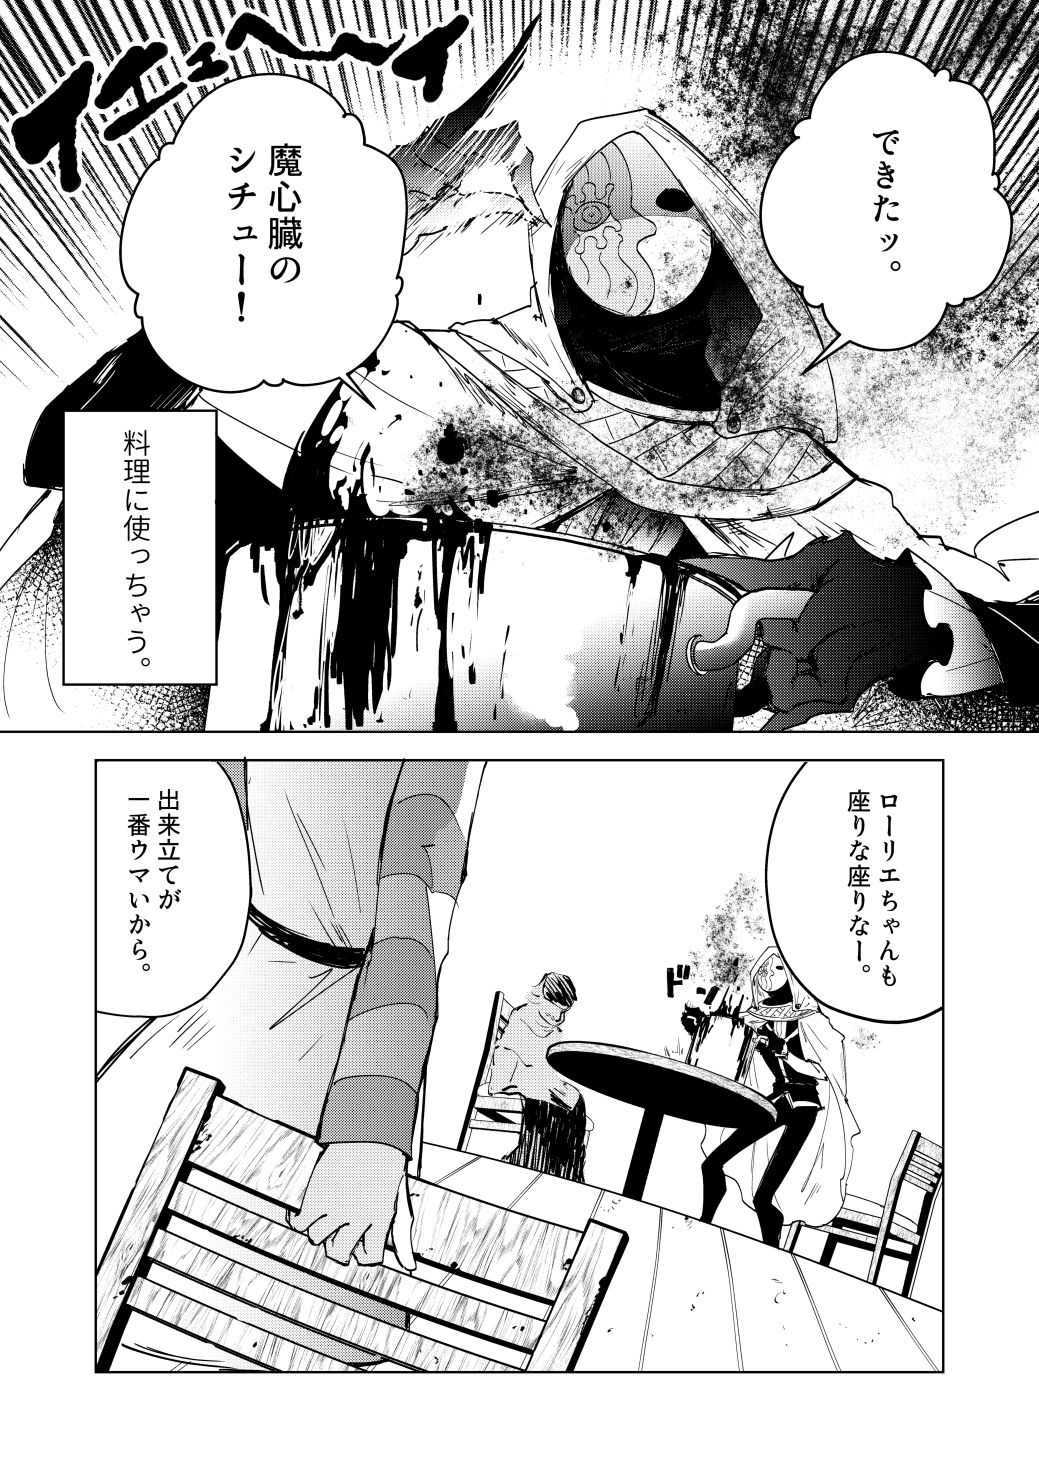 できたッ。
イエ～～イ
魔心臓の
シチュー！
料理に使っちゃう。
ローリエちゃんも
座りな座りなー。
ドン
出来立てが
一番ウマいから。